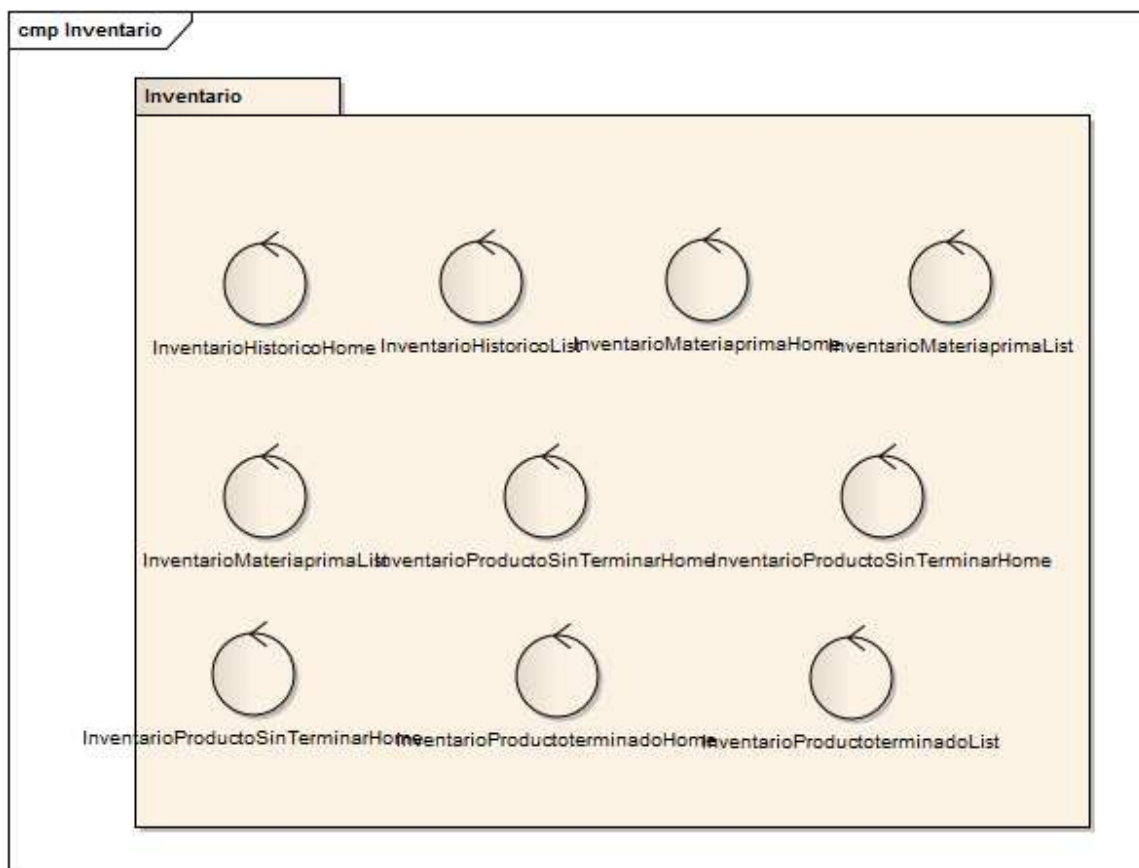 cmp Inventario
Inventario
InventarioHistoricoHome InventarioHistoricoList InventarioMateriaprimaHome InventarioMateriaprimaList
InventarioMateriaprimaList InventarioProductoSinTerminarHome InventarioProductoSinTerminarHome
InventarioProductoSinTerminarHome InventarioProductoterminadoHome InventarioProductoterminadoList